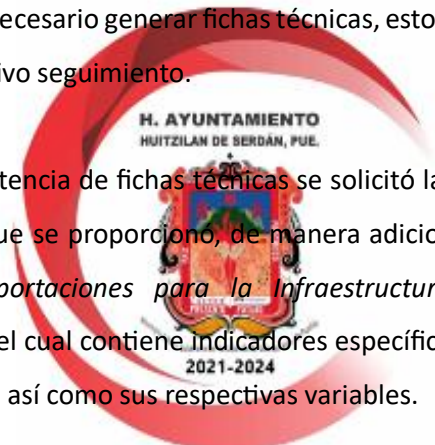 ecesario generar fichas técnicas, esto
ivo seguimiento.
H. AYUNTAMIENTO
HUITZILAN DE SERDÁN, PUE.
tencia de fichas técnicas se solicitó la
ue se proporcionó, de manera adicio
portaciones para la Infraestructur
el cual contiene indicadores específic
2021-2024
así como sus respectivas variables.